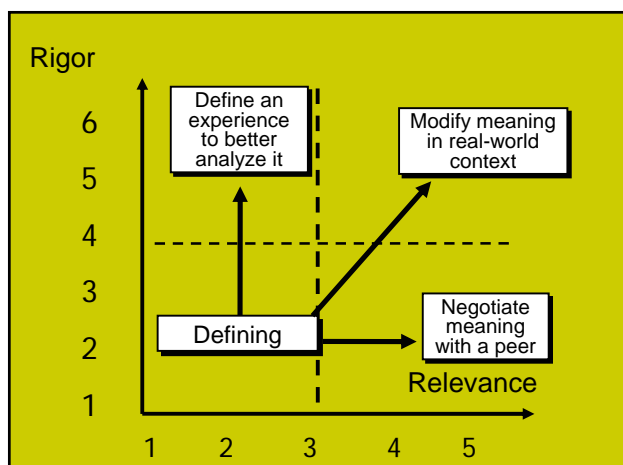 Rigor
6
5
4
3
2
1
Define an
experience
to better
analyze it
Modify meaning
in real-world
context
Defining
Negotiate
meaning
with a peer
Relevance
1 2 3 4 5